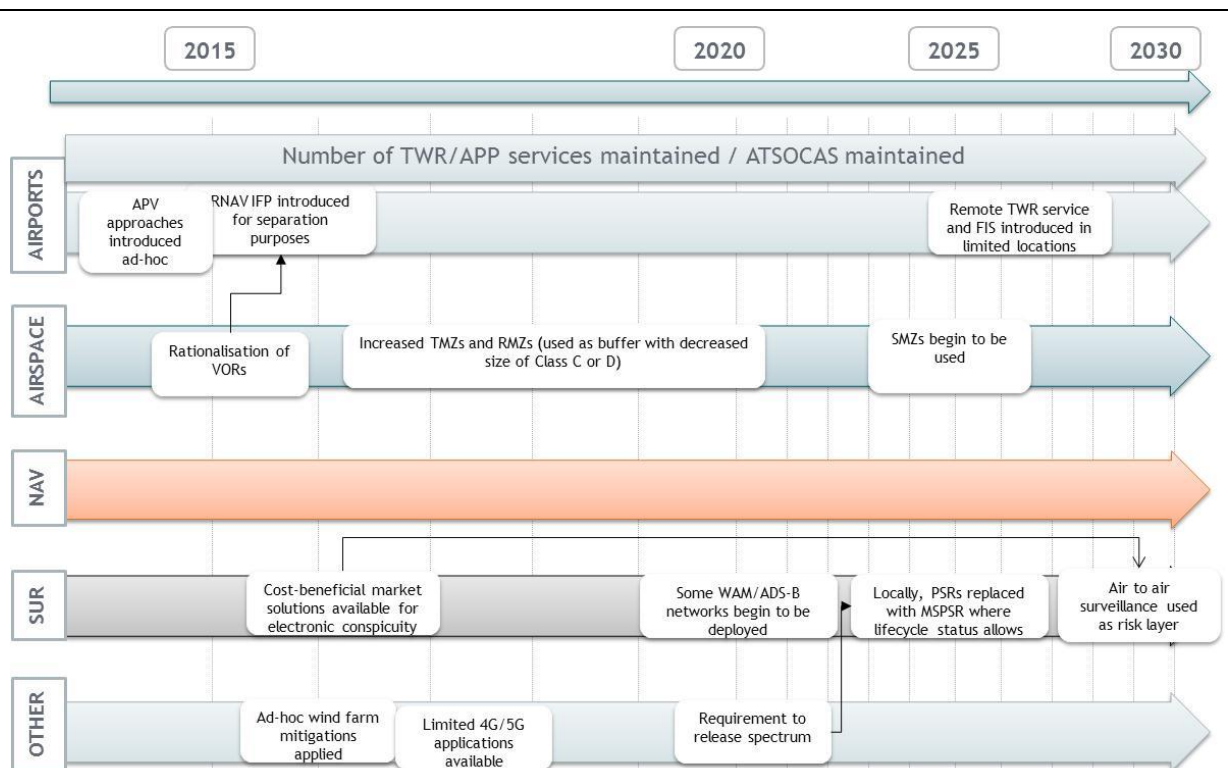 2015
2020
2025
2030
AIRPORTS
Number of TWR/APP services maintained / ATSOCAS maintained
APV
approaches
introduced
ad-hoc
RNAV IFP introduced
for separation
purposes
Remote TWR service
and FIS introduced in
limited locations
AIRSPACE
Rationalisation of
VORs
Increased TMZs and RMZs (used as buffer with decreased
size of Class C or D)
SMZs begin to be
used
NAV
SUR
Cost-beneficial market
solutions available for
electronic conspicuity
Some WAM/ADS-B
networks begin to be
deployed
Locally, PSRs replaced
with MSPSR where
lifecycle status allows
Air to air
surveillance used
as risk layer
OTHER
Ad-hoc wind farm
mitigations
applied
Limited 4G/5G
applications
available
Requirement to
release spectrum